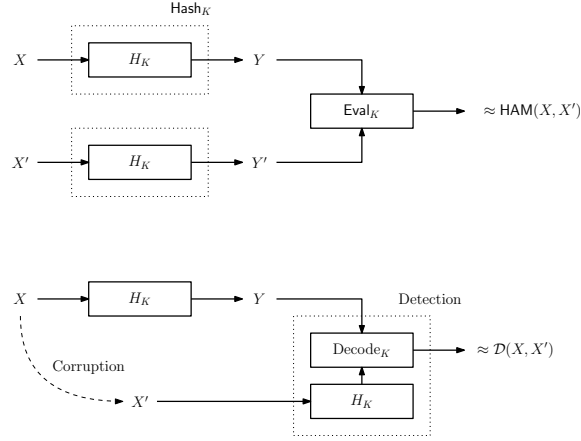 Hash_K
X H_K Y
Eval_K ≈ HAM(X, X′)
X′ H_K Y′
X H_K Y Detection
Decode_K ≈ 𝒟(X, X′)
Corruption
X′ H_K